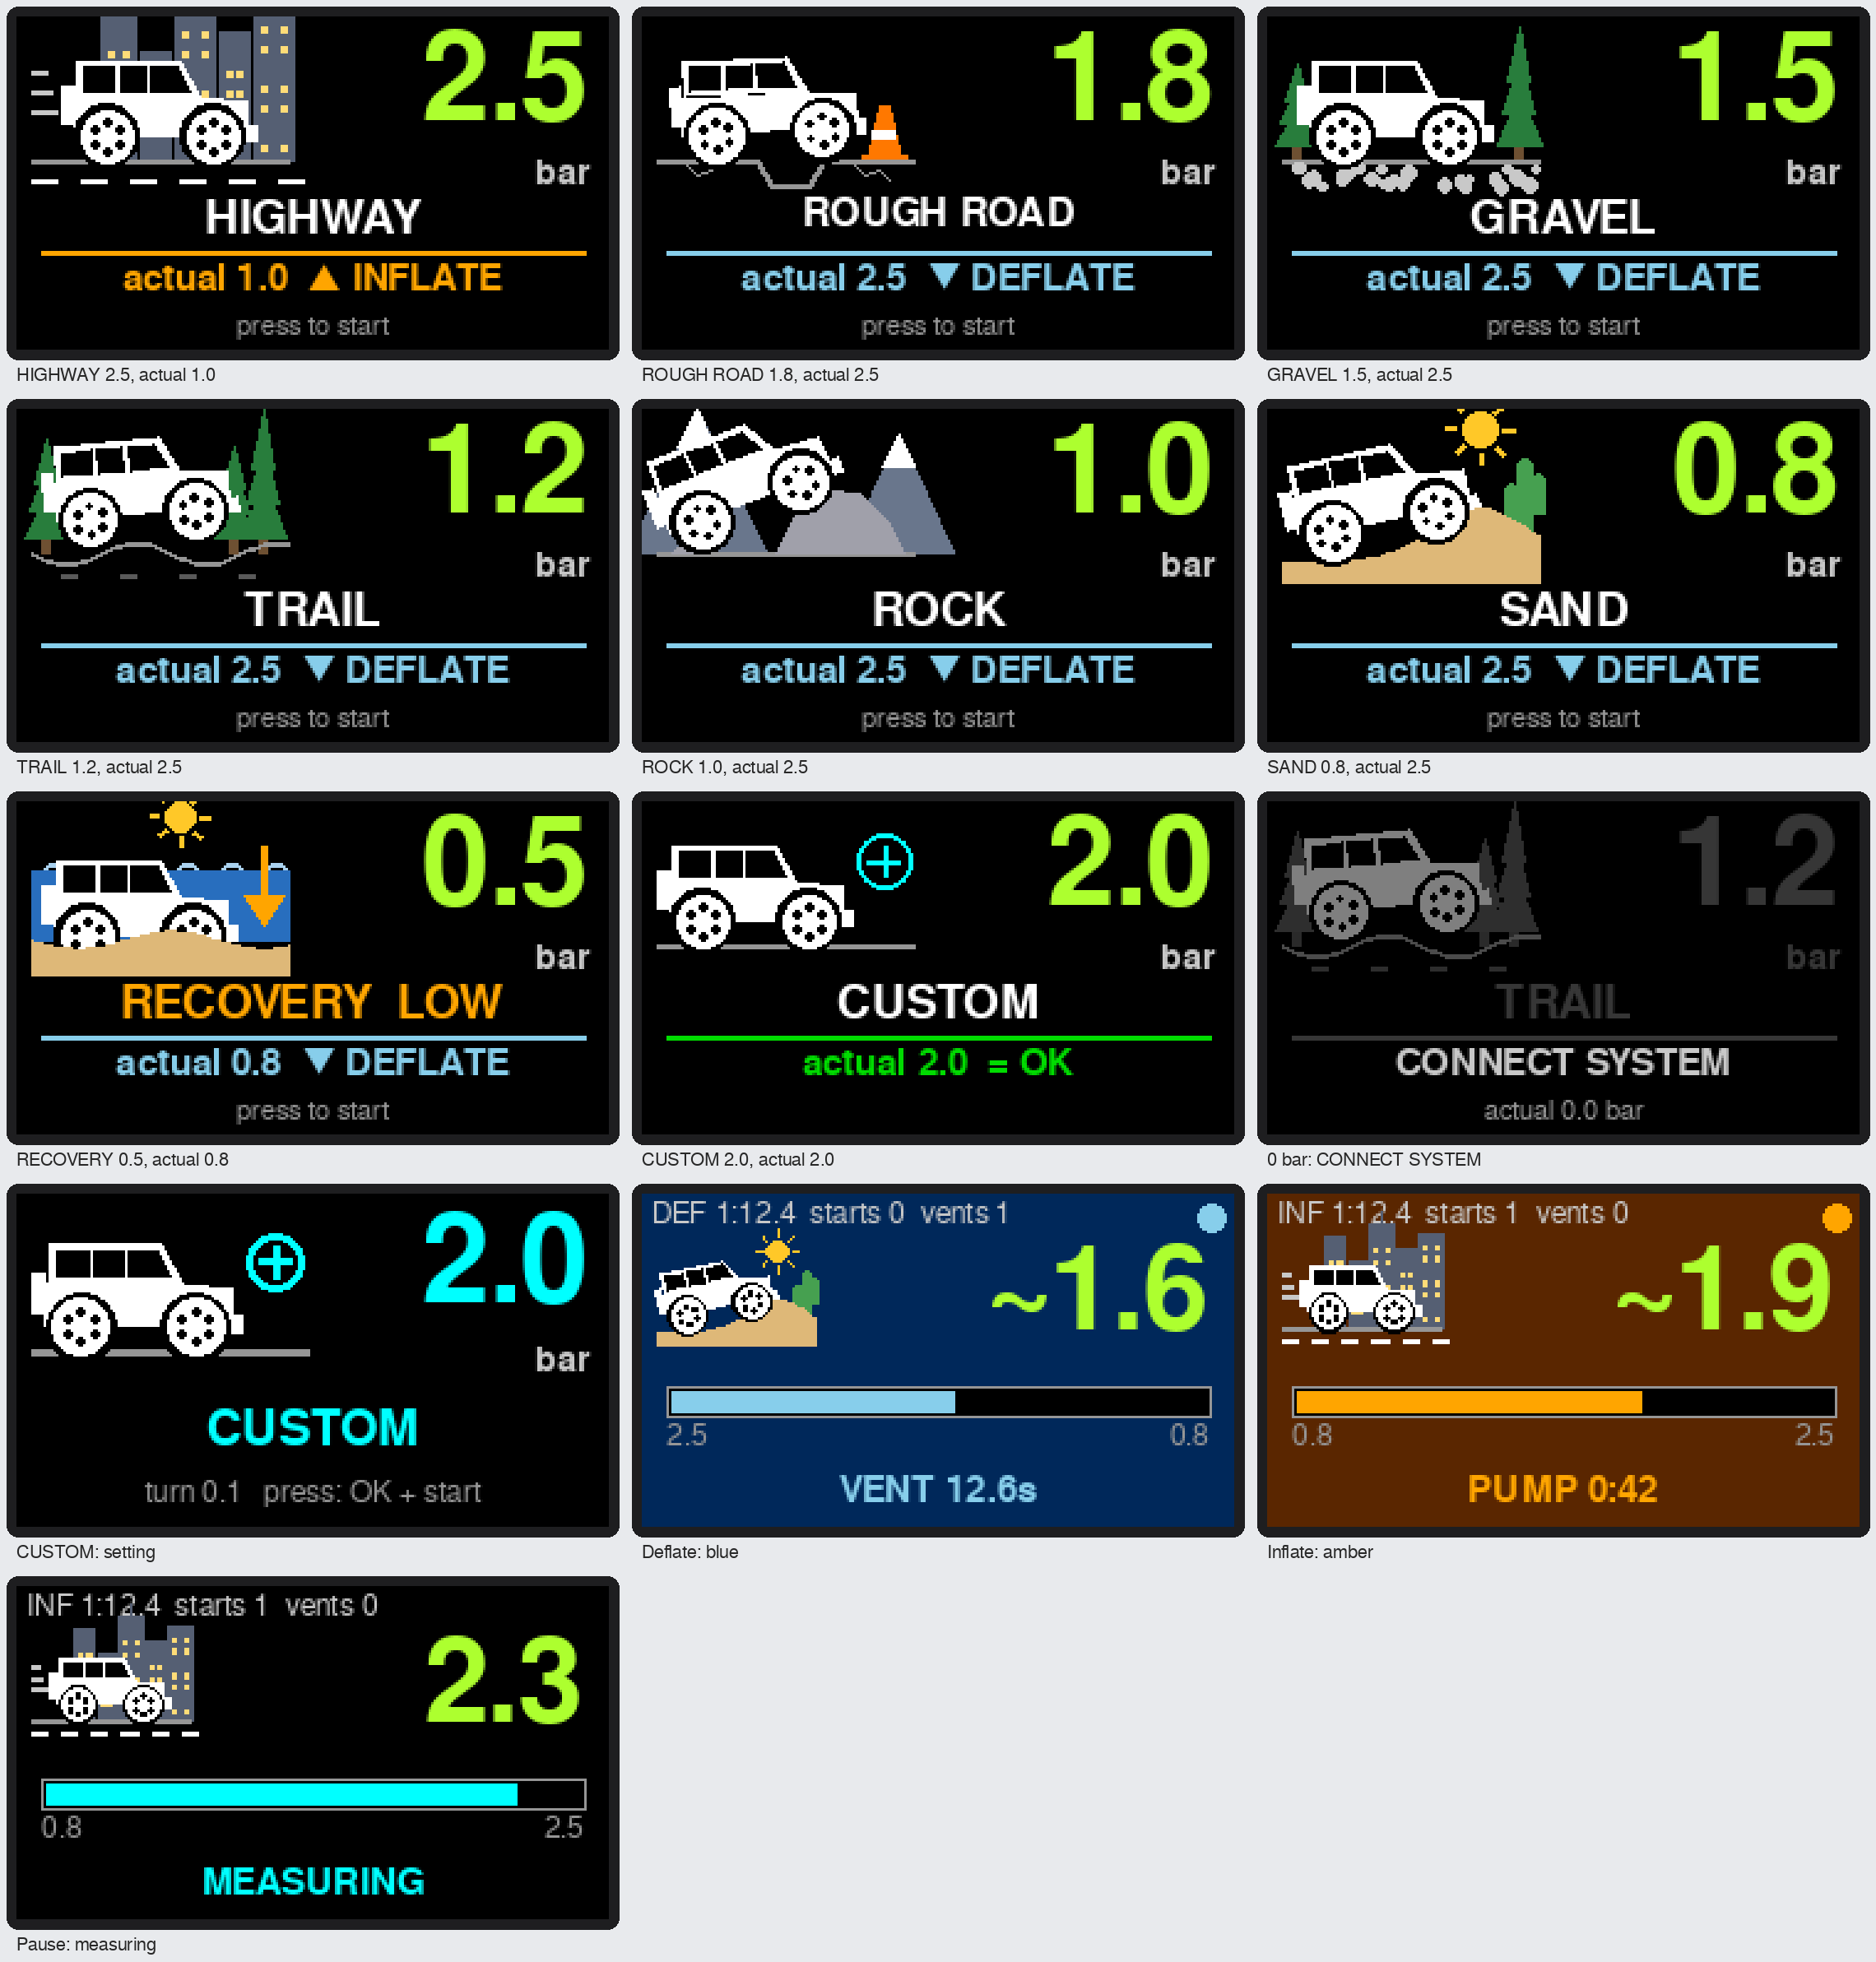 2.5
bar
HIGHWAY
actual 1.0 ▲ INFLATE
press to start
HIGHWAY 2.5, actual 1.0
1.8
bar
ROUGH ROAD
actual 2.5 ▼ DEFLATE
press to start
ROUGH ROAD 1.8, actual 2.5
1.5
bar
GRAVEL
actual 2.5 ▼ DEFLATE
press to start
GRAVEL 1.5, actual 2.5
1.2
bar
TRAIL
actual 2.5 ▼ DEFLATE
press to start
TRAIL 1.2, actual 2.5
1.0
bar
ROCK
actual 2.5 ▼ DEFLATE
press to start
ROCK 1.0, actual 2.5
0.8
bar
SAND
actual 2.5 ▼ DEFLATE
press to start
SAND 0.8, actual 2.5
0.5
bar
RECOVERY LOW
actual 0.8 ▼ DEFLATE
press to start
RECOVERY 0.5, actual 0.8
2.0
bar
CUSTOM
actual 2.0 = OK
CUSTOM 2.0, actual 2.0
1.2
bar
TRAIL
CONNECT SYSTEM
actual 0.0 bar
0 bar: CONNECT SYSTEM
2.0
bar
CUSTOM
turn 0.1 press: OK + start
CUSTOM: setting
DEF 1:12.4 starts 0 vents 1
~1.6
2.5 0.8
VENT 12.6s
Deflate: blue
INF 1:12.4 starts 1 vents 0
~1.9
0.8 2.5
PUMP 0:42
Inflate: amber
INF 1:12.4 starts 1 vents 0
2.3
0.8 2.5
MEASURING
Pause: measuring